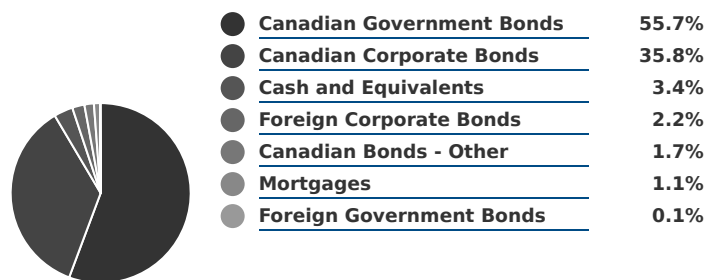 Canadian Government Bonds 55.7%
Canadian Corporate Bonds 35.8%
Cash and Equivalents 3.4%
Foreign Corporate Bonds 2.2%
Canadian Bonds - Other 1.7%
Mortgages 1.1%
Foreign Government Bonds 0.1%